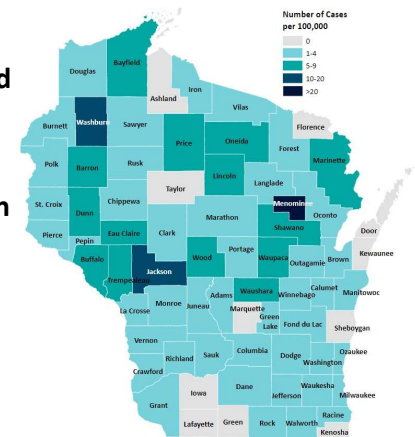 Number of Cases
per 100,000
0
1-4
5-9
10-20
>20
d
n
Douglas
Bayfield
Ashland
Iron
Vilas
Florence
Burnett
Washburn
Sawyer
Price
Oneida
Forest
Marinette
Polk
Barron
Rusk
Lincoln
Langlade
Taylor
Menominee
Oconto
St. Croix
Dunn
Chippewa
Marathon
Shawano
Door
Pierce
Pepin
Eau Claire
Clark
Kewaunee
Buffalo
Trempealeau
Jackson
Wood
Portage
Waupaca
Outagamie
Brown
Adams
Waushara
Winnebago
Calumet
Manitowoc
La Crosse
Monroe
Juneau
Marquette
Green
Lake
Fond du Lac
Sheboygan
Vernon
Richland
Sauk
Columbia
Dodge
Washington
Ozaukee
Crawford
Grant
Iowa
Dane
Jefferson
Waukesha
Milwaukee
Lafayette
Green
Rock
Walworth
Racine
Kenosha